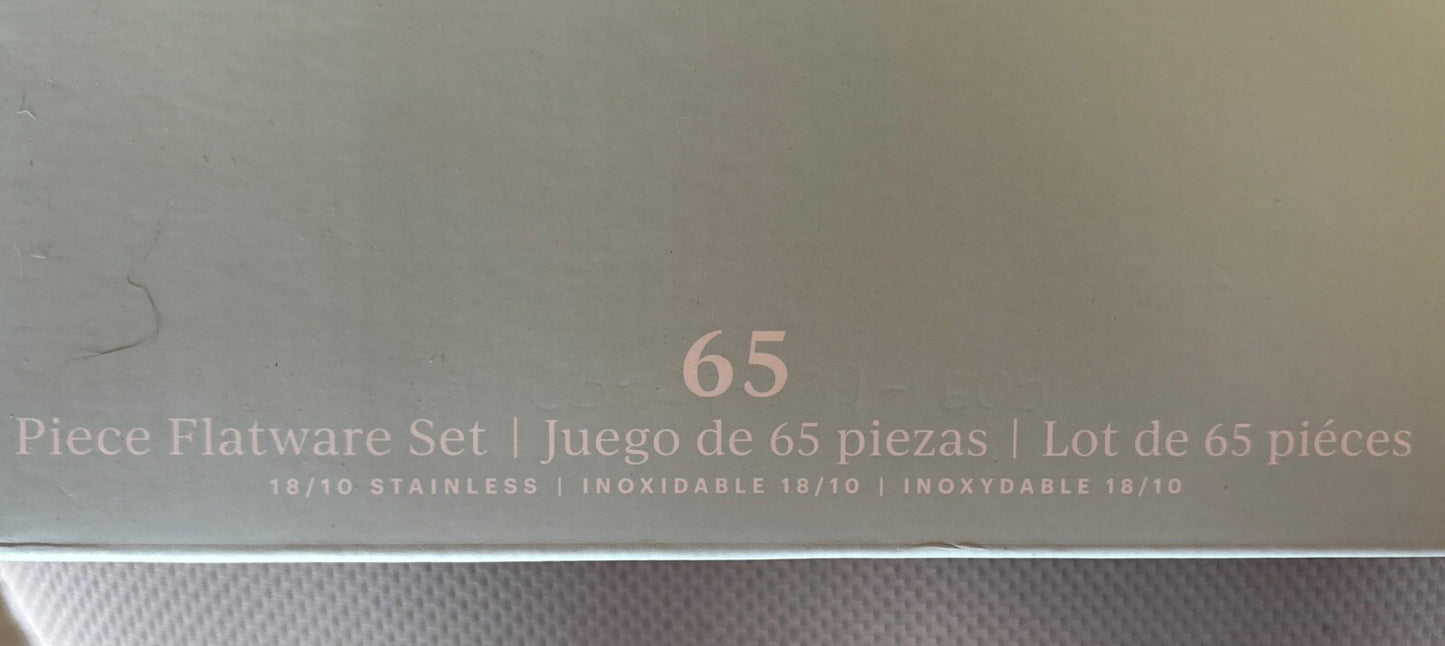 65
Piece Flatware Set | Juego de 65 piezas | Lot de 65 piéces
18/10 STAINLESS | INOXIDABLE 18/10 | INOXYDABLE 18/10